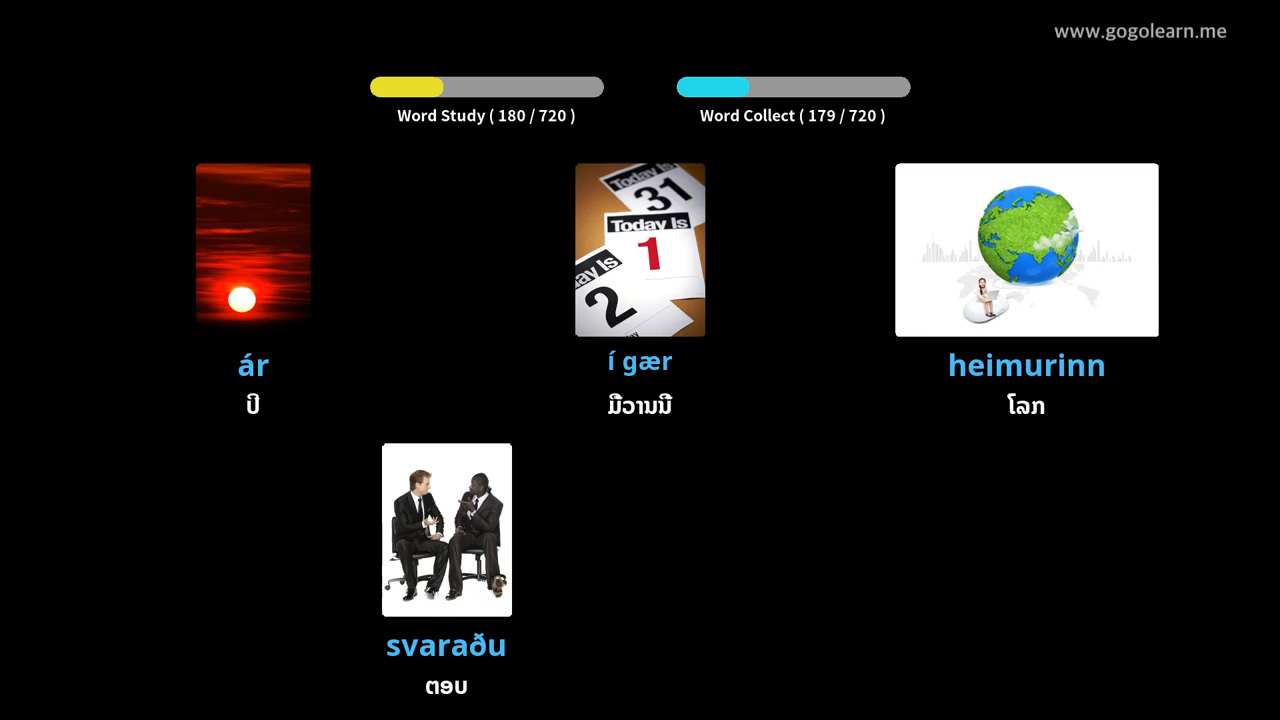 www.gogolearn.me
Word Study ( 180 / 720 )
Word Collect ( 179 / 720 )
Today Is
31
Today Is
1
day Is
2
ár
í gær
heimurinn
ປີ
ມື້ວານນີ້
ໂລກ
svaraðu
ຕອບ